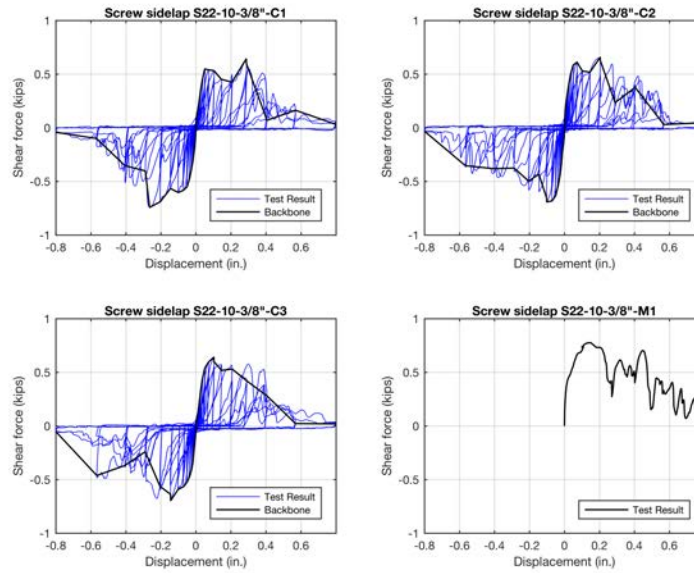 Screw sidelap S22-10-3/8"-C1
Shear force (kips)
1
0.5
0
-0.5
-1
-0.8 -0.6 -0.4 -0.2 0 0.2 0.4 0.6 0.8
Displacement (in.)
Test Result
Backbone
Screw sidelap S22-10-3/8"-C2
Shear force (kips)
1
0.5
0
-0.5
-1
-0.8 -0.6 -0.4 -0.2 0 0.2 0.4 0.6
Displacement (in.)
Test Result
Backbone
Screw sidelap S22-10-3/8"-C3
Shear force (kips)
1
0.5
0
-0.5
-1
-0.8 -0.6 -0.4 -0.2 0 0.2 0.4 0.6
Displacement (in.)
Test Result
Backbone
Screw sidelap S22-10-3/8"-M1
Shear force (kips)
1
0.5
0
-0.5
-1
-0.8 -0.6 -0.4 -0.2 0 0.2 0.4 0.6
Displacement (in.)
Test Result